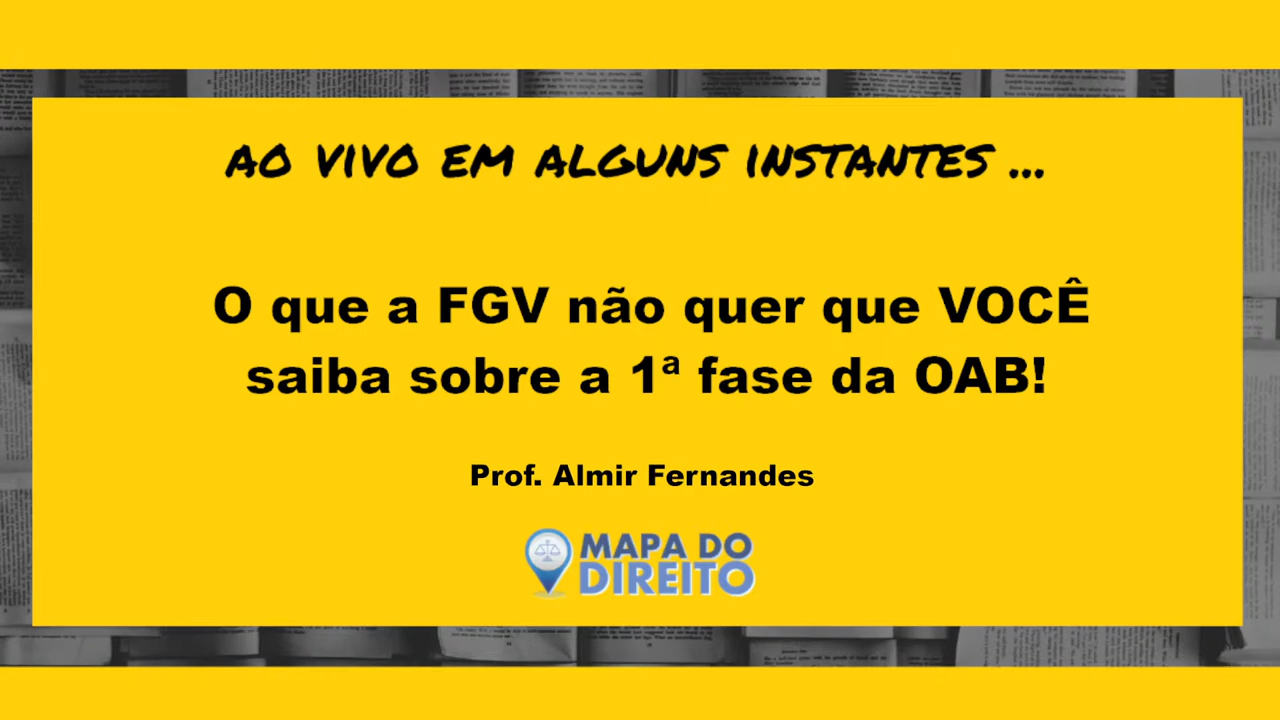 AO VIVO EM ALGUNS INSTANTES ...
O que a FGV não quer que VOCÊ
saiba sobre a 1ª fase da OAB!
Prof. Almir Fernandes
MAPA DO
DIREITO